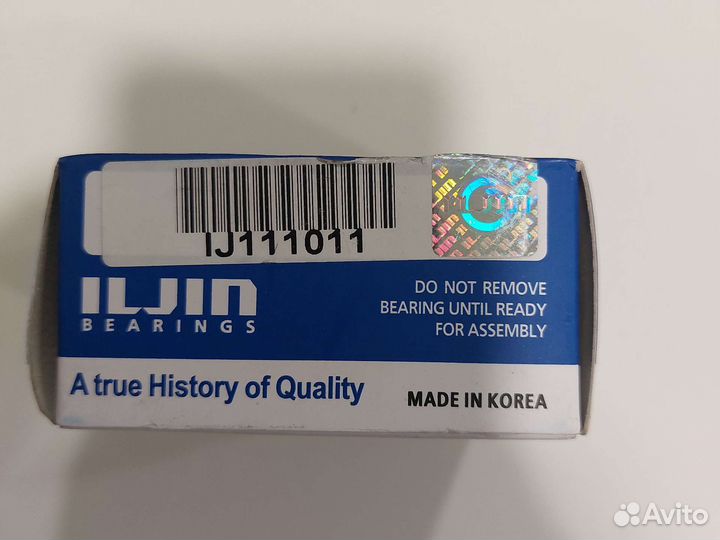 IJ111011
ILJIN
ILJIN
BEARINGS
DO NOT REMOVE
BEARING UNTIL READY
FOR ASSEMBLY
A true History of Quality
MADE IN KOREA
Avito